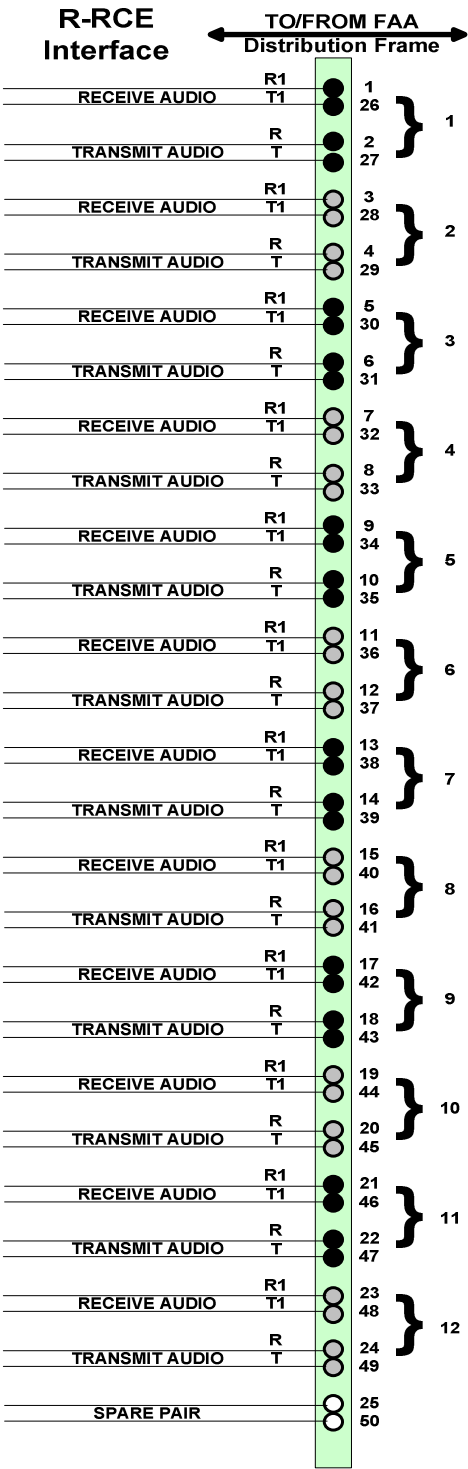 R-RCE
Interface
TO/FROM FAA
Distribution Frame
R1 1
RECEIVE AUDIO T1 26
R 2
TRANSMIT AUDIO T 27
} 1
R1 3
RECEIVE AUDIO T1 28
R 4
TRANSMIT AUDIO T 29
} 2
R1 5
RECEIVE AUDIO T1 30
R 6
TRANSMIT AUDIO T 31
} 3
R1 7
RECEIVE AUDIO T1 32
R 8
TRANSMIT AUDIO T 33
} 4
R1 9
RECEIVE AUDIO T1 34
R 10
TRANSMIT AUDIO T 35
} 5
R1 11
RECEIVE AUDIO T1 36
R 12
TRANSMIT AUDIO T 37
} 6
R1 13
RECEIVE AUDIO T1 38
R 14
TRANSMIT AUDIO T 39
} 7
R1 15
RECEIVE AUDIO T1 40
R 16
TRANSMIT AUDIO T 41
} 8
R1 17
RECEIVE AUDIO T1 42
R 18
TRANSMIT AUDIO T 43
} 9
R1 19
RECEIVE AUDIO T1 44
R 20
TRANSMIT AUDIO T 45
} 10
R1 21
RECEIVE AUDIO T1 46
R 22
TRANSMIT AUDIO T 47
} 11
R1 23
RECEIVE AUDIO T1 48
R 24
TRANSMIT AUDIO T 49
} 12
25
SPARE PAIR 50